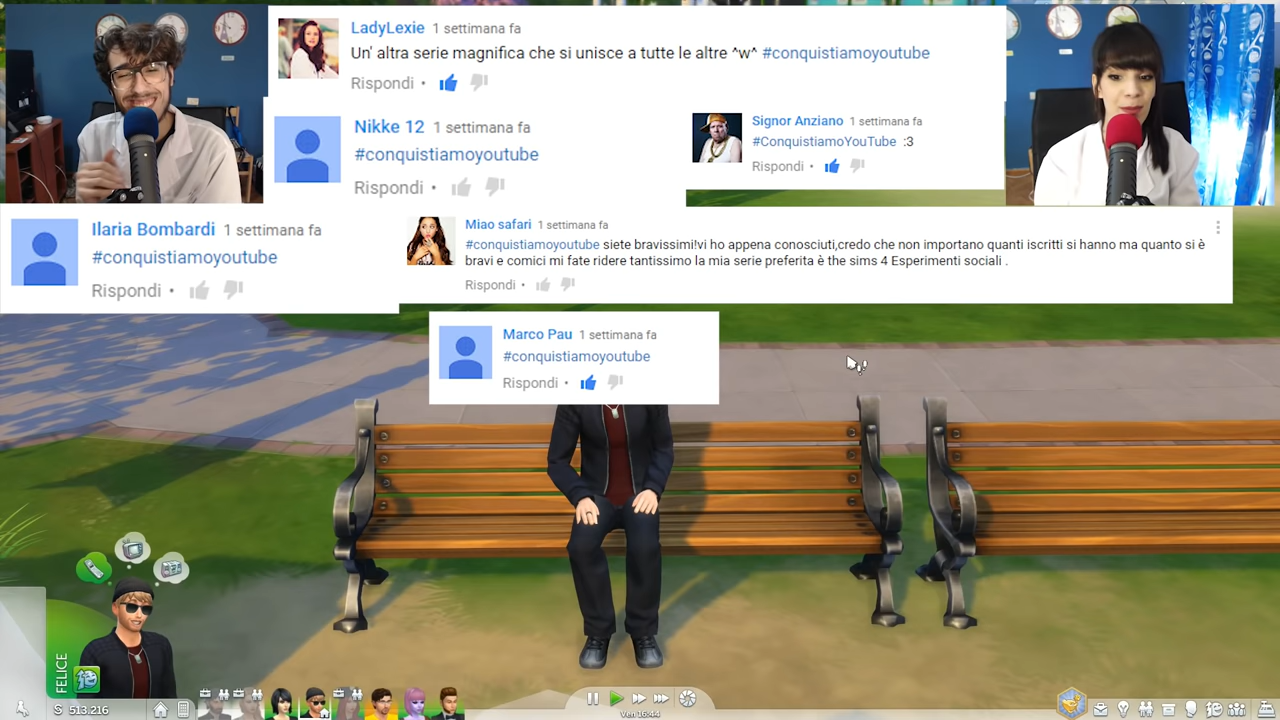 LadyLexie 1 settimana fa
Un' altra serie magnifica che si unisce a tutte le altre ^w^ #conquistiamoyoutube
Rispondi •
Nikke 12 1 settimana fa
#conquistiamoyoutube
Rispondi •
Signor Anziano 1 settimana fa
#ConquistiamoYouTube :3
Rispondi •
Ilaria Bombardi 1 settimana fa
#conquistiamoyoutube
Rispondi •
Miao safari 1 settimana fa
#conquistiamoyoutube siete bravissimi!vi ho appena conosciuti,credo che non importano quanti iscritti si hanno ma quanto si è
bravi e comici mi fate ridere tantissimo la mia serie preferita è the sims 4 Esperimenti sociali .
Rispondi •
Marco Pau 1 settimana fa
#conquistiamoyoutube
Rispondi •
FELICE
§ 513.216
Ven 16:44